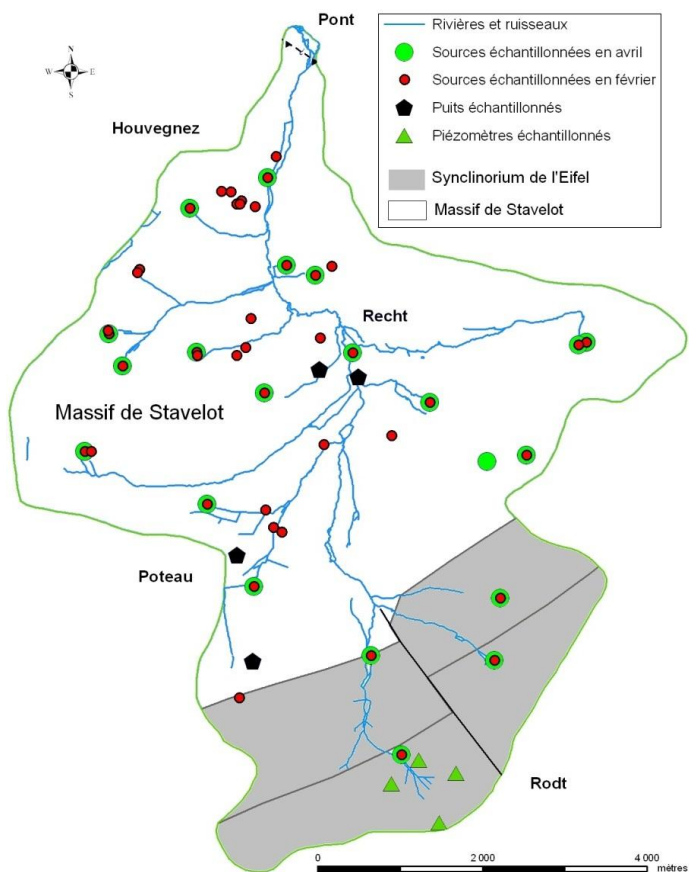 Pont
Rivières et ruisseaux
Sources échantillonnées en avril
Sources échantillonnées en février
Puits échantillonnés
Piézomètres échantillonnés
Synclinorium de l'Eifel
Massif de Stavelot
N
W
E
S
Houvegnez
Recht
Massif de Stavelot
Poteau
Rodt
0
2 000
4 000
mètres